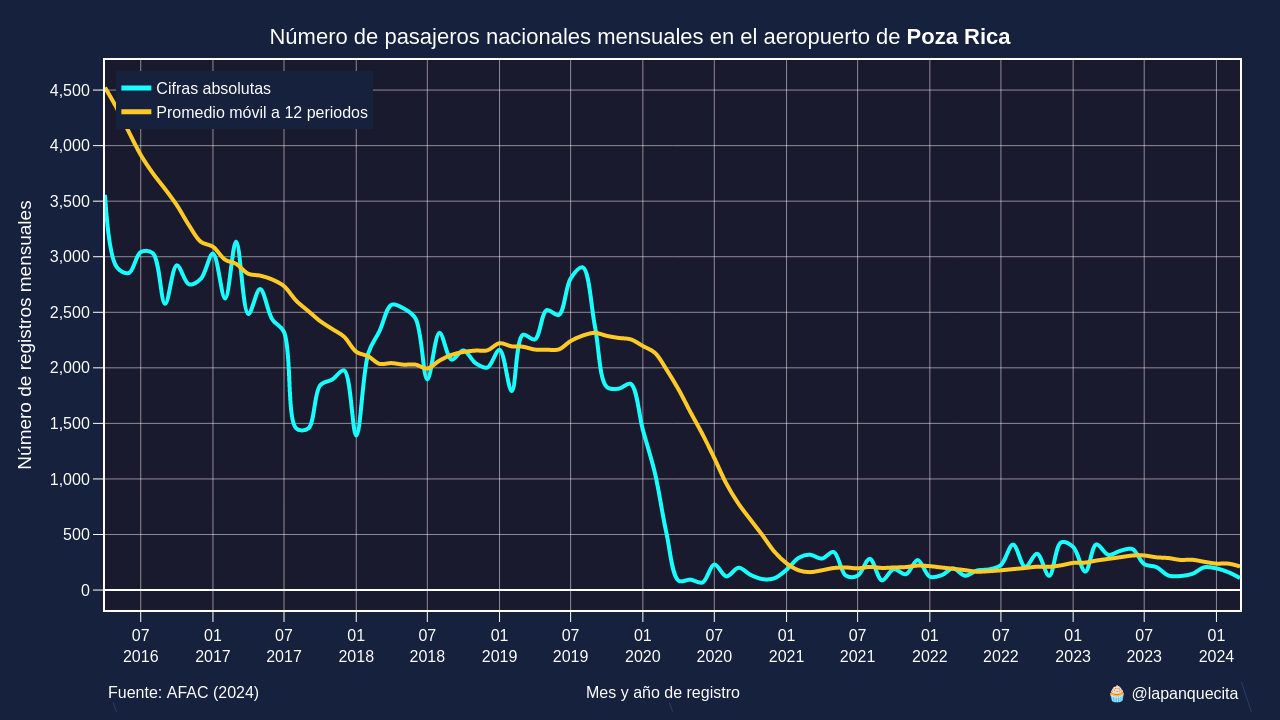 Número de pasajeros nacionales mensuales en el aeropuerto de Poza Rica
Cifras absolutas
Promedio móvil a 12 periodos
Número de registros mensuales
4,500
4,000
3,500
3,000
2,500
2,000
1,500
1,000
500
0
07 01 07 01 07 01 07 01 07 01 07 01 07 01 07 01
2016 2017 2017 2018 2018 2019 2019 2020 2020 2021 2021 2022 2022 2023 2023 2024
Fuente: AFAC (2024)
Mes y año de registro
🧁 @lapanquecita